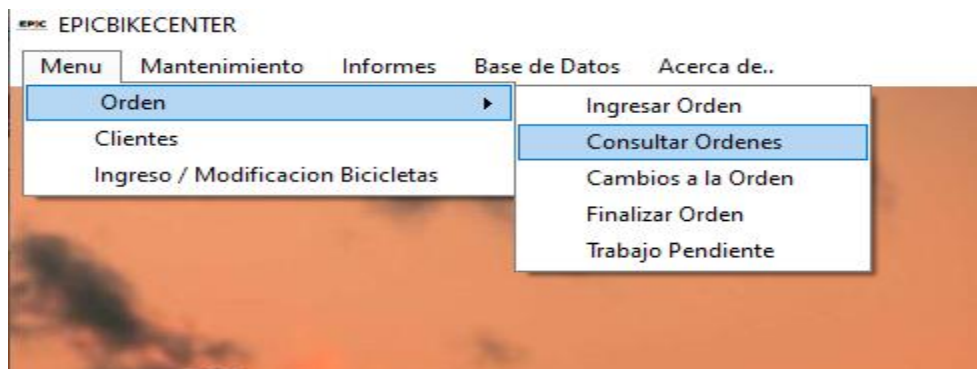 EPIC EPICBIKECENTER
Menu Mantenimiento Informes Base de Datos Acerca de..
Orden
Clientes
Ingreso / Modificacion Bicicletas
Ingresar Orden
Consultar Ordenes
Cambios a la Orden
Finalizar Orden
Trabajo Pendiente